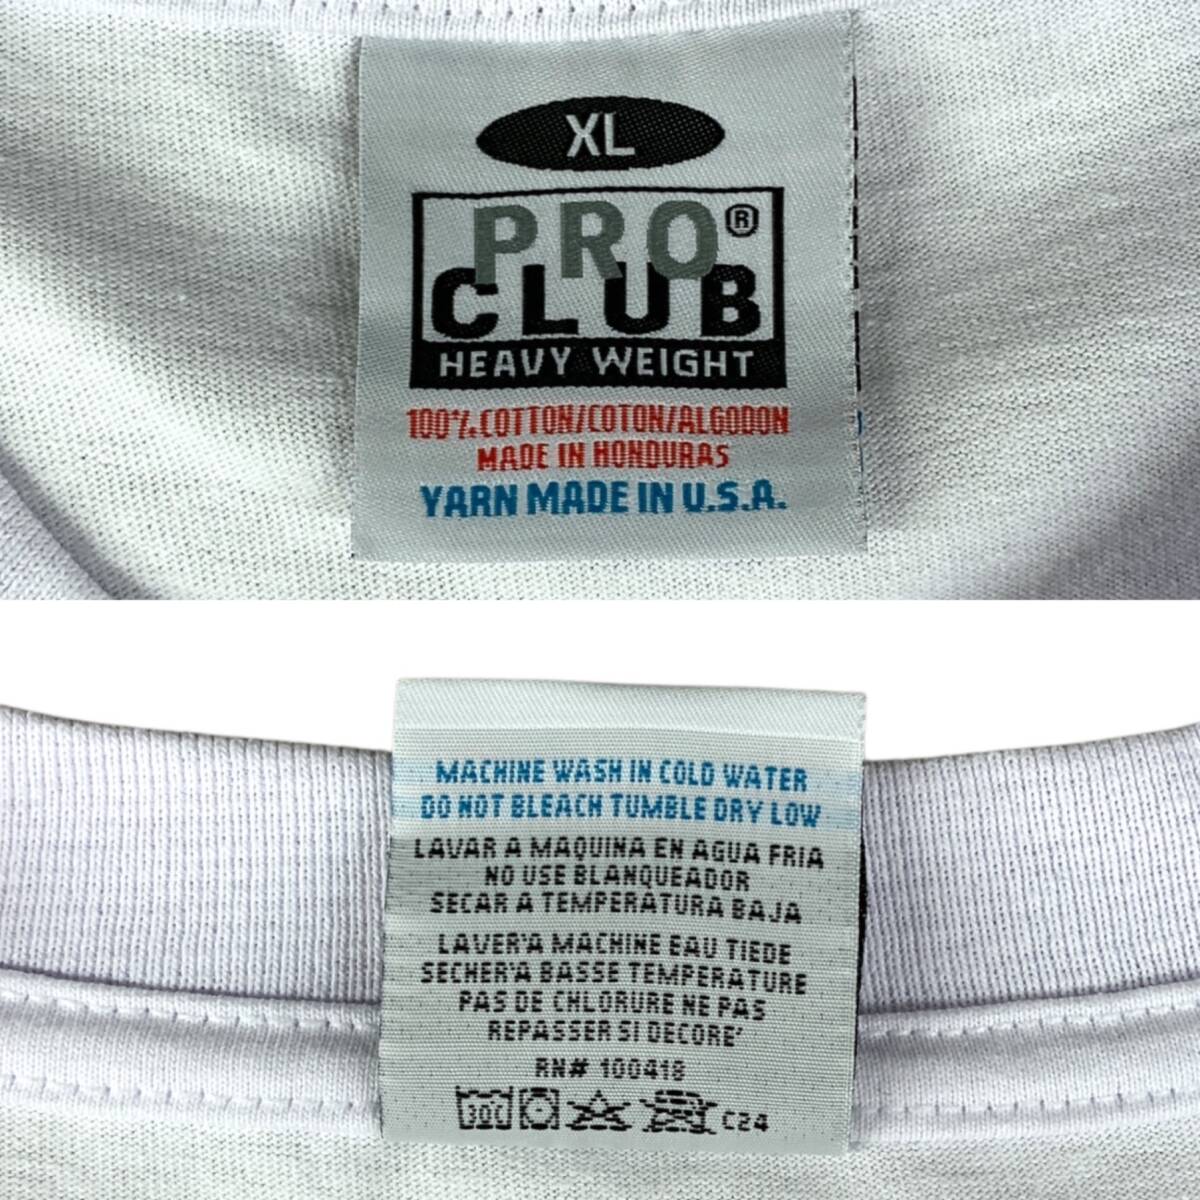 XL
PRO®
CLUB
HEAVY WEIGHT
100% COTTON/COTON/ALGODON
MADE IN HONDURAS
YARN MADE IN U.S.A.
MACHINE WASH IN COLD WATER
DO NOT BLEACH TUMBLE DRY LOW
LAVAR A MAQUINA EN AGUA FRIA
NO USE BLANQUEADOR
SECAR A TEMPERATURA BAJA
LAVER'A MACHINE EAU TIEDE
SECHER'A BASSE TEMPERATURE
PAS DE CHLORURE NE PAS
REPASSER SI DECORE'
RN# 100418
30C C24